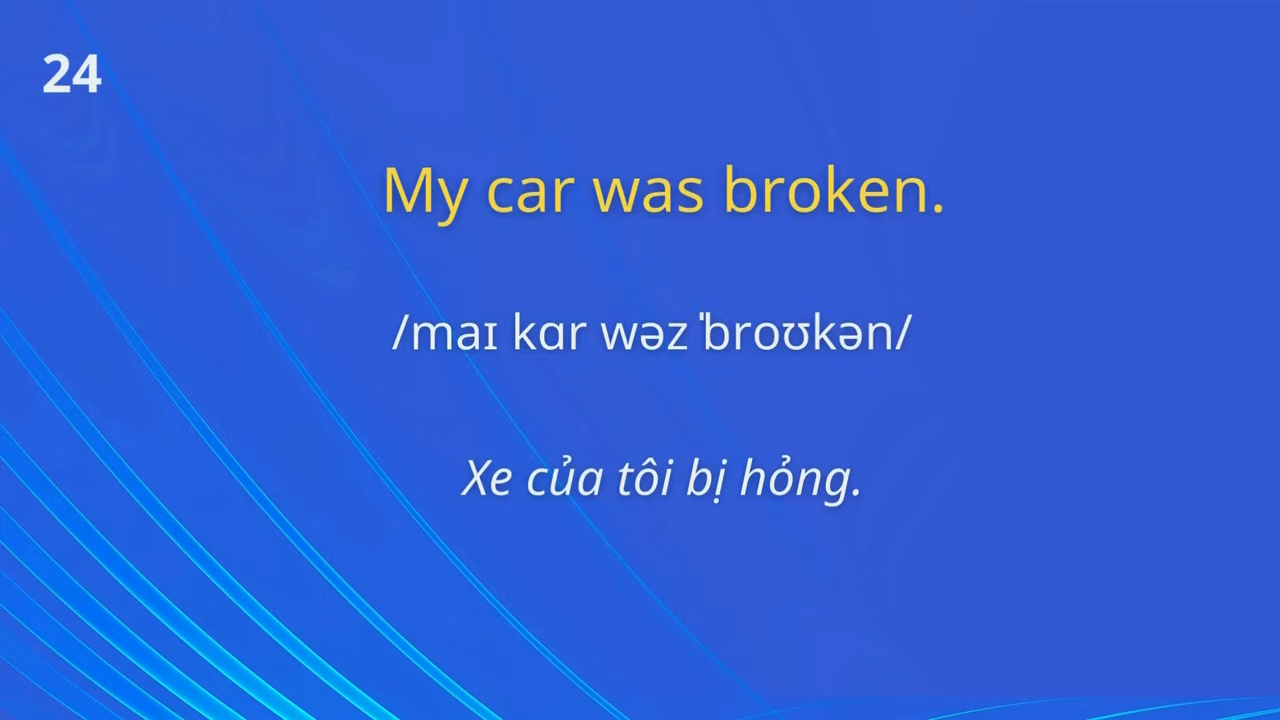 24
My car was broken.
/maɪ kɑr wəz ˈbroʊkən/
Xe của tôi bị hỏng.